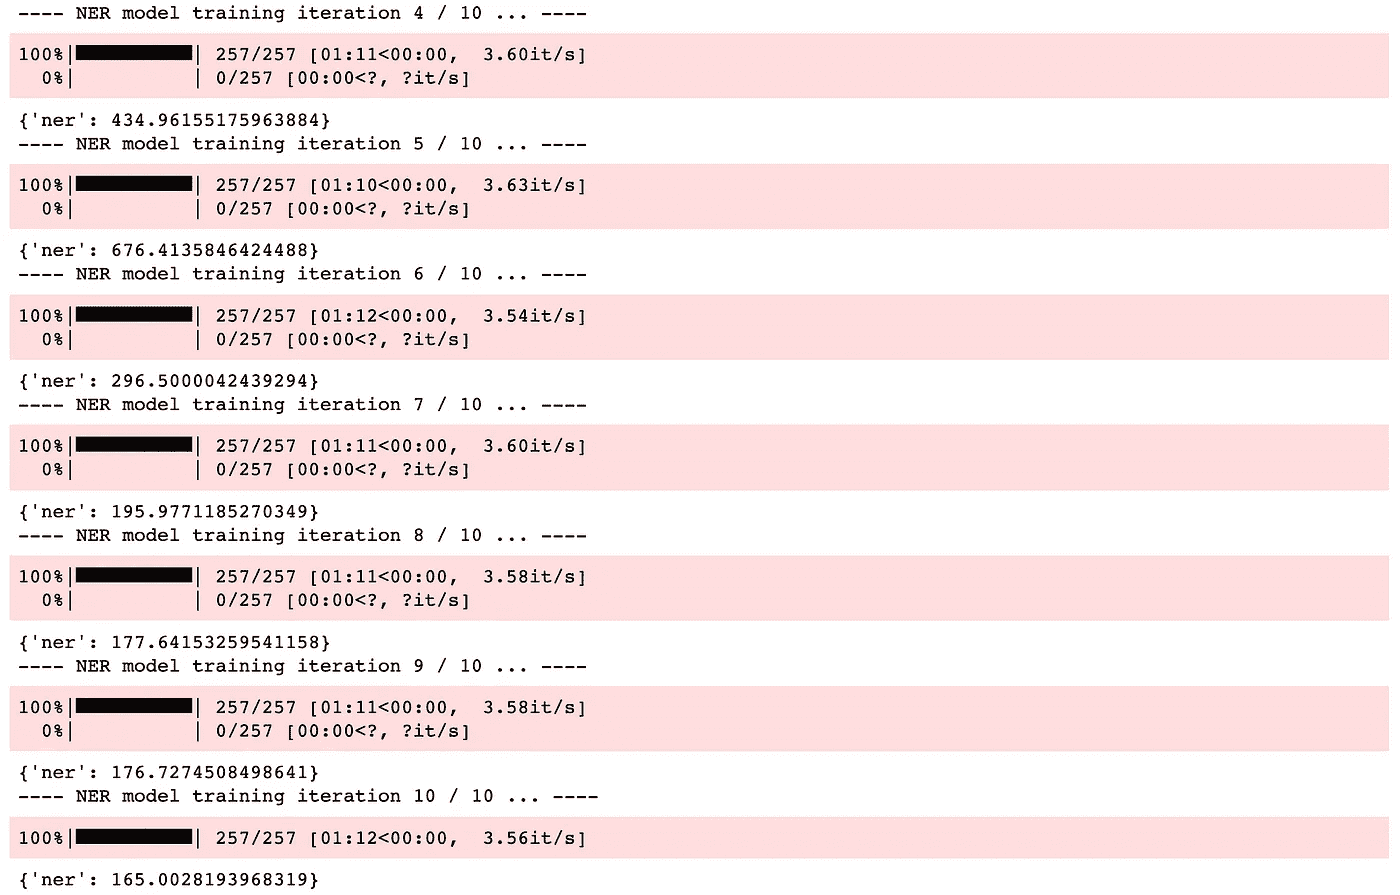 ---- NER model training iteration 4 / 10 ... ----
100%|██████████| 257/257 [01:11<00:00,  3.60it/s]
  0%|          | 0/257 [00:00<?, ?it/s]
{'ner': 434.96155175963884}
---- NER model training iteration 5 / 10 ... ----
100%|██████████| 257/257 [01:10<00:00,  3.63it/s]
  0%|          | 0/257 [00:00<?, ?it/s]
{'ner': 676.4135846424488}
---- NER model training iteration 6 / 10 ... ----
100%|██████████| 257/257 [01:12<00:00,  3.54it/s]
  0%|          | 0/257 [00:00<?, ?it/s]
{'ner': 296.5000042439294}
---- NER model training iteration 7 / 10 ... ----
100%|██████████| 257/257 [01:11<00:00,  3.60it/s]
  0%|          | 0/257 [00:00<?, ?it/s]
{'ner': 195.9771185270349}
---- NER model training iteration 8 / 10 ... ----
100%|██████████| 257/257 [01:11<00:00,  3.58it/s]
  0%|          | 0/257 [00:00<?, ?it/s]
{'ner': 177.64153259541158}
---- NER model training iteration 9 / 10 ... ----
100%|██████████| 257/257 [01:11<00:00,  3.58it/s]
  0%|          | 0/257 [00:00<?, ?it/s]
{'ner': 176.7274508498641}
---- NER model training iteration 10 / 10 ... ----
100%|██████████| 257/257 [01:12<00:00,  3.56it/s]
{'ner': 165.0028193968319}